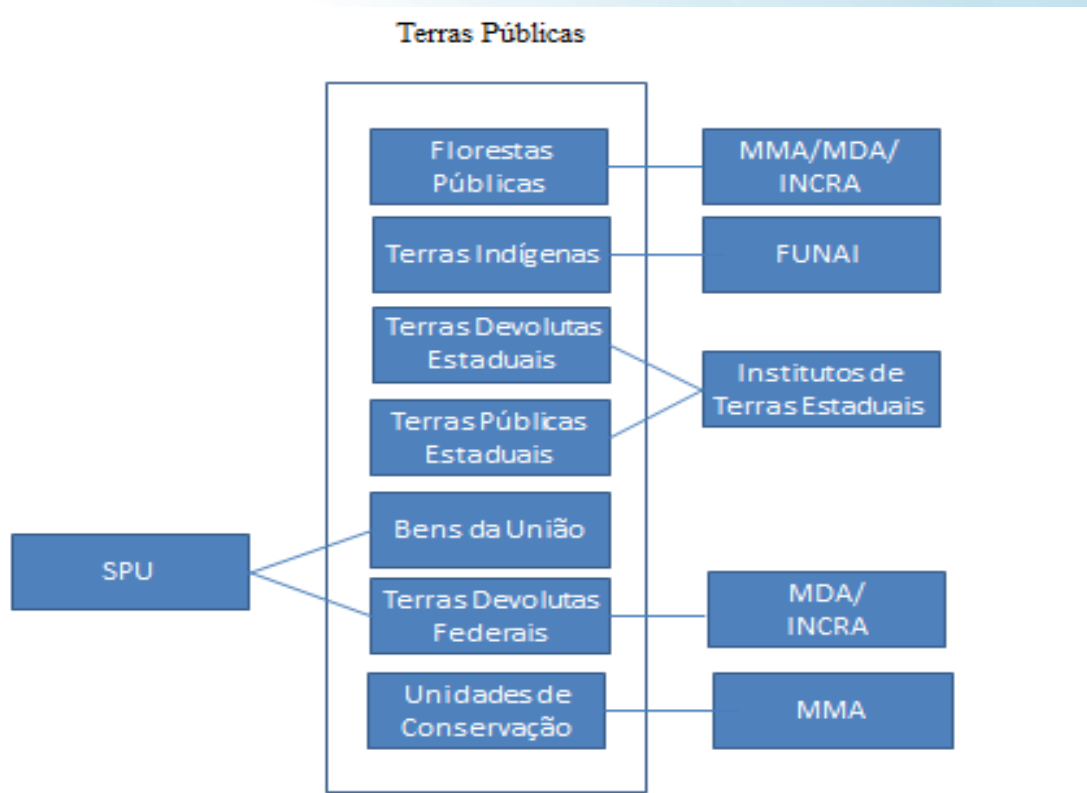 Terras Públicas
Florestas
Públicas
MMA/MDA/
INCRA
Terras Indígenas
FUNAI
Terras Devolutas
Estaduais
Institutos de
Terras Estaduais
Terras Públicas
Estaduais
Bens da União
SPU
Terras Devolutas
Federais
MDA/
INCRA
Unidades de
Conservação
MMA